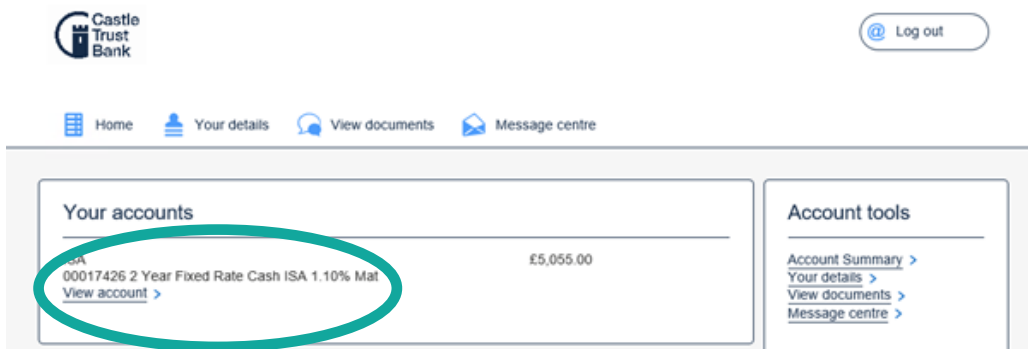 Castle
Trust
Bank
@ Log out
Home Your details View documents Message centre
Your accounts
ISA £5,055.00
00017426 2 Year Fixed Rate Cash ISA 1.10% Mat
View account >
Account tools
Account Summary >
Your details >
View documents >
Message centre >